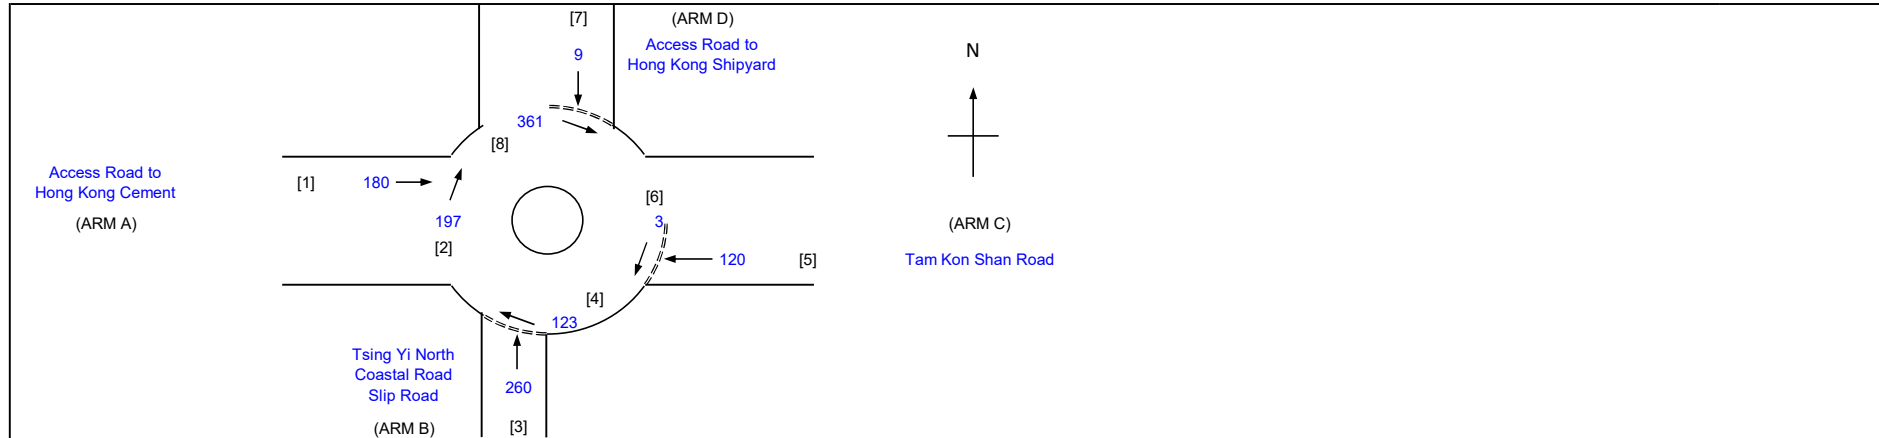 [7]
(ARM D)
9
Access Road to
Hong Kong Shipyard
N
361
[8]
Access Road to
Hong Kong Cement
(ARM A)
[1]
180
197
[2]
[6]
3
(ARM C)
120
[5]
Tam Kon Shan Road
[4]
123
Tsing Yi North
Coastal Road
Slip Road
(ARM B)
260
[3]